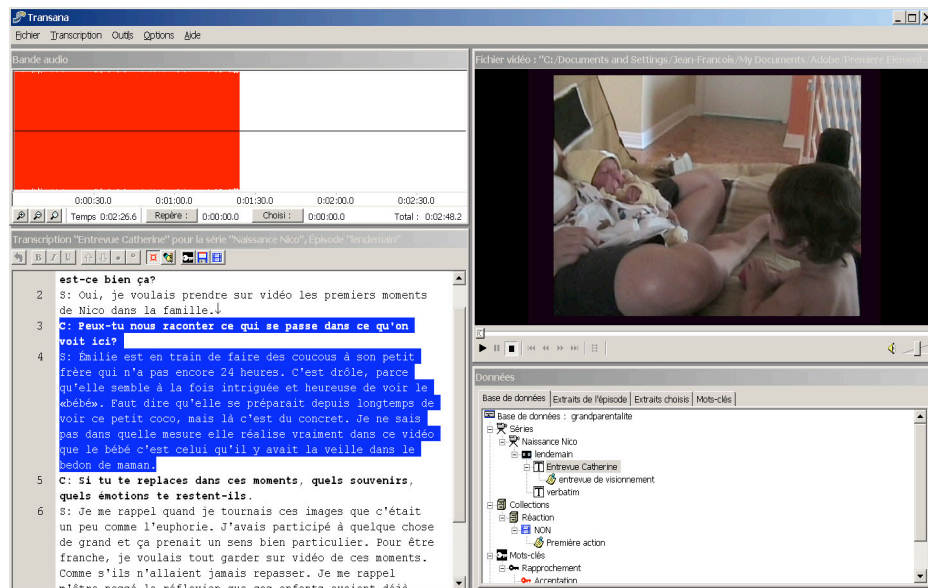 Transana
Fichier Transcription Outils Options Aide
Bande audio
0:00:30.0 0:01:00.0 0:01:30.0 0:02:00.0 0:02:30.0
Temps 0:02:26.6 Repère : 0:00:00.0 Choisi : 0:00:00.0 Total : 0:02:48.2
Transcription "Entrevue Catherine" pour la série "Naissance Nico", Épisode "lendemain"
B I U
est-ce bien ça?
2 S: Oui, je voulais prendre sur vidéo les premiers moments
de Nico dans la famille.↓
3 C: Peux-tu nous raconter ce qui se passe dans ce qu'on
voit ici?
4 S: Émilie est en train de faire des coucous à son petit
frère qui n'a pas encore 24 heures. C'est drôle, parce
qu'elle semble à la fois intriguée et heureuse de voir le
«bébé». Faut dire qu'elle se préparait depuis longtemps de
voir ce petit coco, mais là c'est du concret. Je ne sais
pas dans quelle mesure elle réalise vraiment dans ce vidéo
que le bébé c'est celui qu'il y avait la veille dans le
bedon de maman.
5 C: Si tu te replaces dans ces moments, quels souvenirs,
quels émotions te restent-ils.
6 S: Je me rappel quand je tournais ces images que c'était
un peu comme l'euphorie. J'avais participé à quelque chose
de grand et ça prenait un sens bien particulier. Pour être
franche, je voulais tout garder sur vidéo de ces moments.
Comme s'ils n'allaient jamais repasser. Je me rappel
Fichier vidéo : "C:/Documents and Settings/Jean-Francois/My Documents/Adobe/Premiere Element
Données
Base de données Extraits de l'épisode Extraits choisis Mots-clés
Base de données : grandparentalite
Séries
Naissance Nico
lendemain
Entrevue Catherine
entrevue de visionnement
verbatim
Collections
Réaction
NON
Première action
Mots-clés
Rapprochement
Accentation